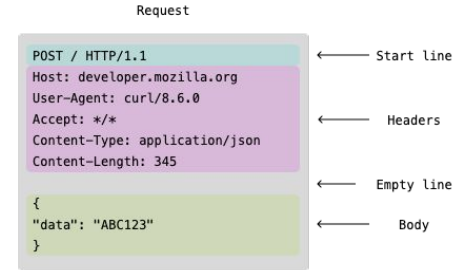 Request
POST / HTTP/1.1
Start line
Host: developer.mozilla.org
User-Agent: curl/8.6.0
Accept: */*
Headers
Content-Type: application/json
Content-Length: 345
Empty line
{
"data": "ABC123"
Body
}